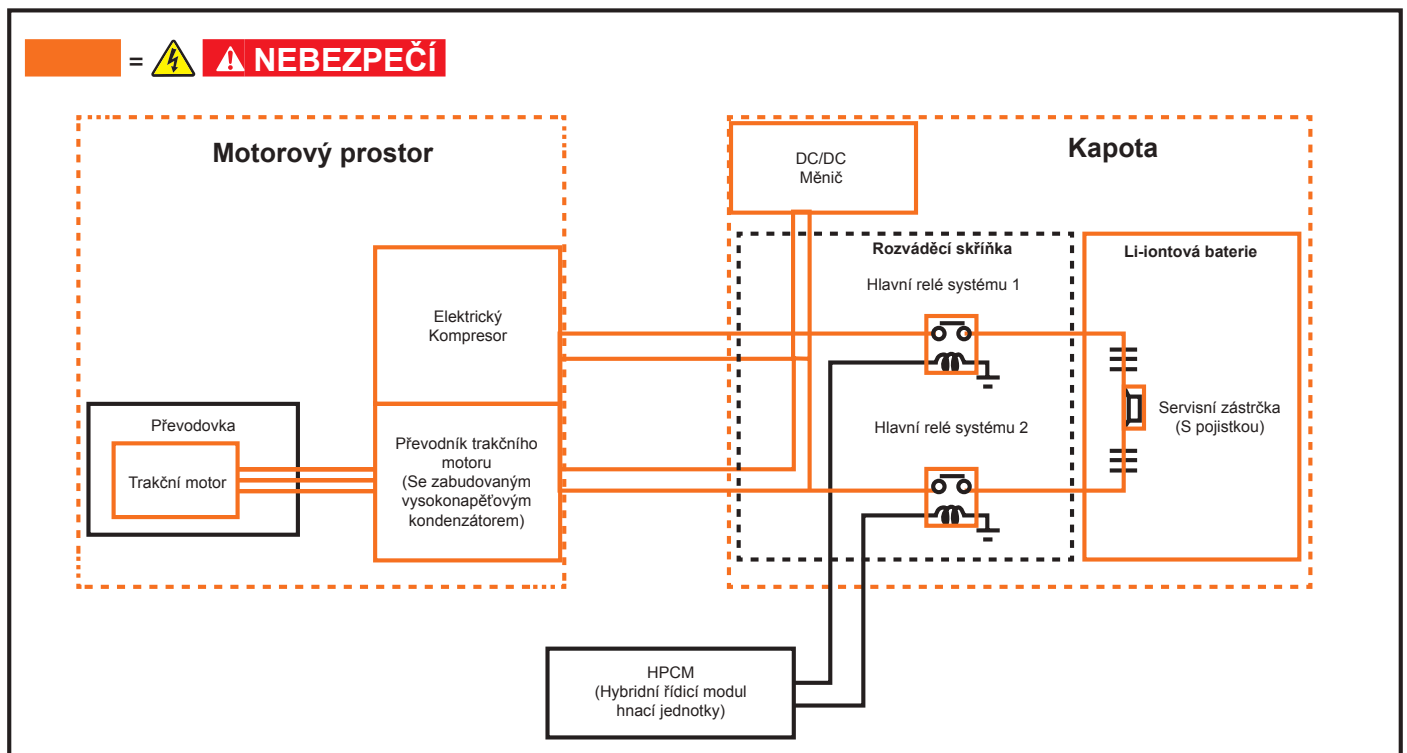 = NEBEZPEČÍ
Motorový prostor
Kapota
DC/DC
Měnič
Rozváděcí skříňka
Li-iontová baterie
Hlavní relé systému 1
Elektrický
Kompresor
Servisní zástrčka
(S pojistkou)
Hlavní relé systému 2
Převodovka
Trakční motor
Převodník trakčního
motoru
(Se zabudovaným
vysokonapěťovým
kondenzátorem)
HPCM
(Hybridní řídicí modul
hnací jednotky)